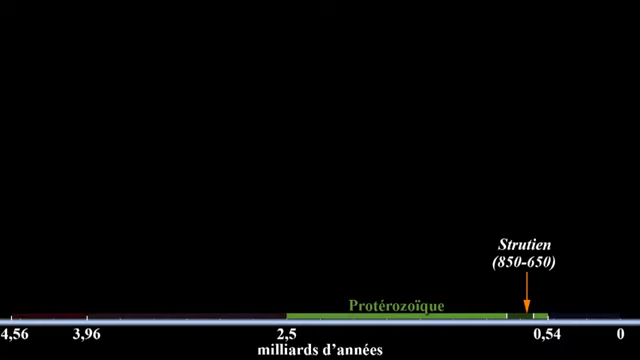 Strutien
(850-650)
Protérozoïque
4,56 3,96 2,5 0,54 0
milliards d'années